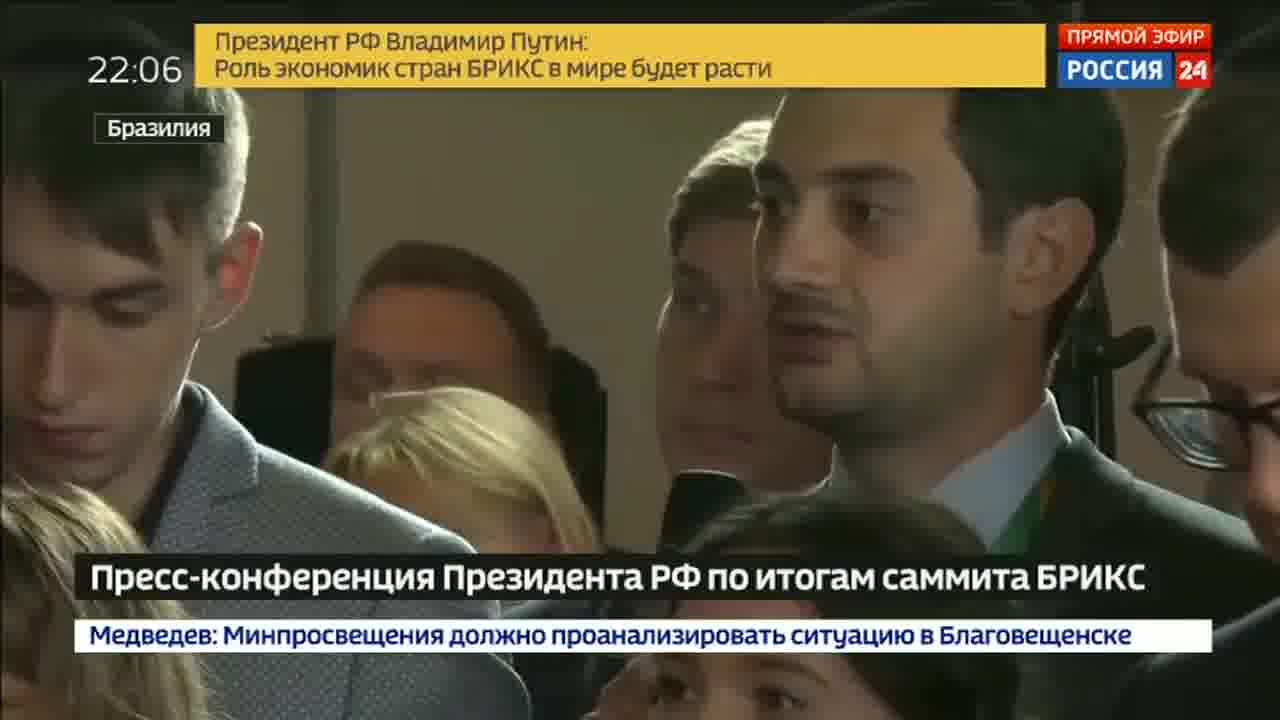 22:06
Президент РФ Владимир Путин:
Роль экономик стран БРИКС в мире будет расти
ПРЯМОЙ ЭФИР
РОССИЯ 24
Бразилия
Пресс-конференция Президента РФ по итогам саммита БРИКС
Медведев: Минпросвещения должно проанализировать ситуацию в Благовещенске